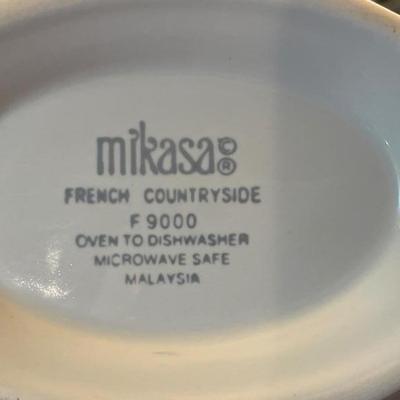 mikasa©®
FRENCH COUNTRYSIDE
F 9000
OVEN TO DISHWASHER
MICROWAVE SAFE
MALAYSIA